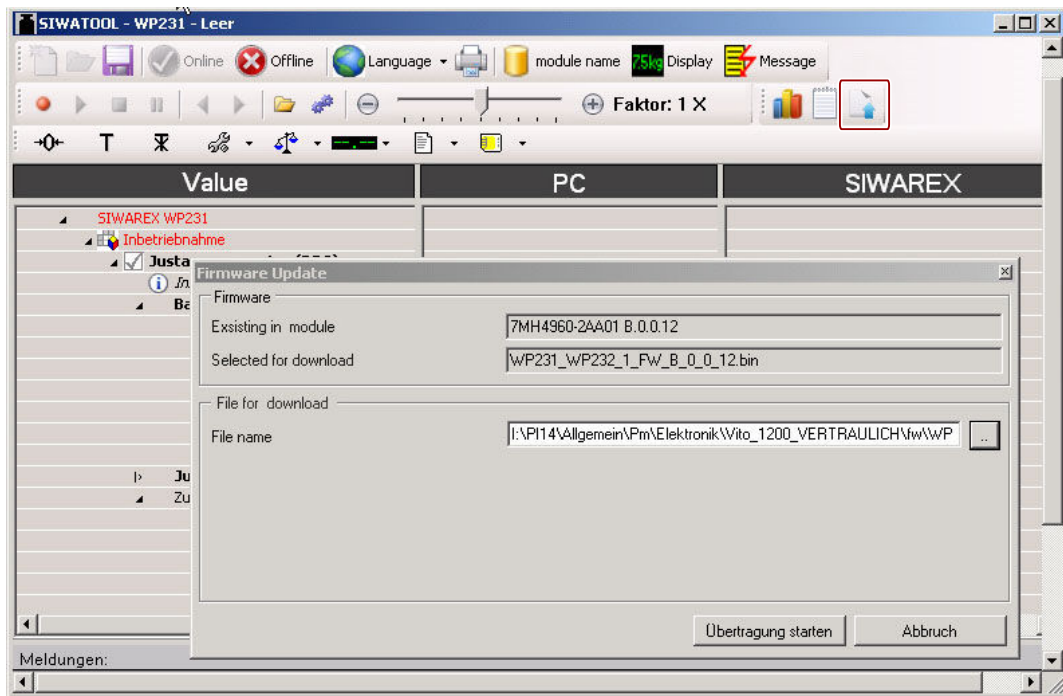 SIWATOOL - WP231 - Leer
Online Offline Language module name 7.5kg Display Message
Faktor: 1 X
→0← T
Value PC SIWAREX
SIWAREX WP231
Inbetriebnahme
Justa
Firmware Update
i In
Firmware
Ba
Exsisting in module 7MH4960-2AA01 B.0.0.12
Selected for download WP231_WP232_1_FW_B_0_0_12.bin
File for download
File name I:\PI14\Allgemein\Pm\Elektronik\Vito_1200_VERTRAULICH\fw\WP ..
Ju
Zu
Übertragung starten Abbruch
Meldungen: